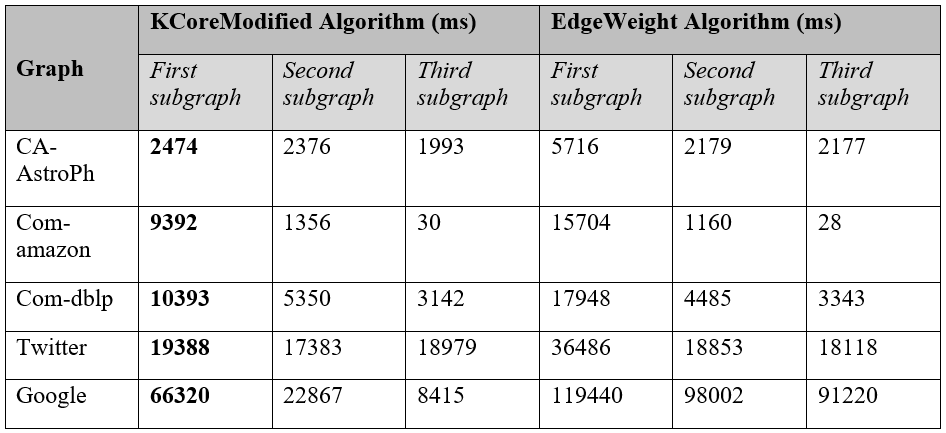 Graph KCoreModified Algorithm (ms) EdgeWeight Algorithm (ms)
First subgraph Second subgraph Third subgraph First subgraph Second subgraph Third subgraph
CA-AstroPh 2474 2376 1993 5716 2179 2177
Com-amazon 9392 1356 30 15704 1160 28
Com-dblp 10393 5350 3142 17948 4485 3343
Twitter 19388 17383 18979 36486 18853 18118
Google 66320 22867 8415 119440 98002 91220